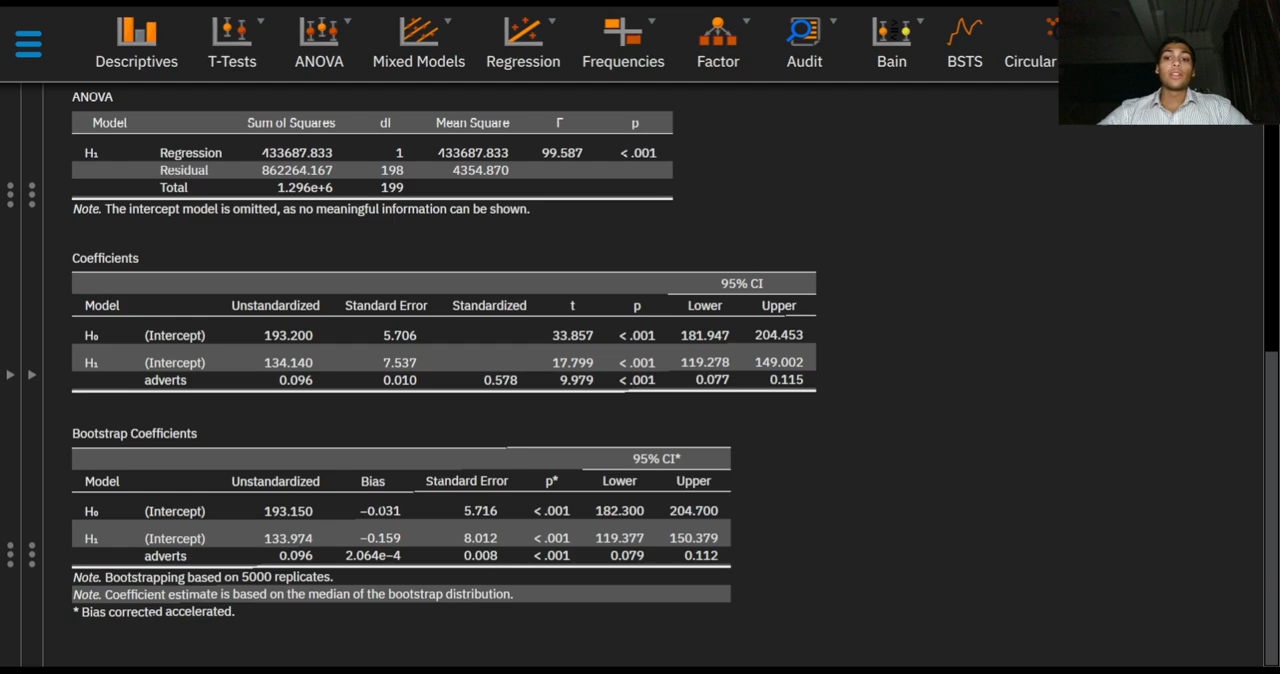 Descriptives T-Tests ANOVA Mixed Models Regression Frequencies Factor Audit Bain BSTS Circular
ANOVA
Model Sum of Squares df Mean Square F p
H₁ Regression 433687.833 1 433687.833 99.587 < .001
Residual 862264.167 198 4354.870
Total 1.296e+6 199
Note. The intercept model is omitted, as no meaningful information can be shown.
Coefficients
95% CI
Model Unstandardized Standard Error Standardized t p Lower Upper
H₀ (Intercept) 193.200 5.706 33.857 < .001 181.947 204.453
H₁ (Intercept) 134.140 7.537 17.799 < .001 119.278 149.002
adverts 0.096 0.010 0.578 9.979 < .001 0.077 0.115
Bootstrap Coefficients
95% CI*
Model Unstandardized Bias Standard Error p* Lower Upper
H₀ (Intercept) 193.150 −0.031 5.716 < .001 182.300 204.700
H₁ (Intercept) 133.974 −0.159 8.012 < .001 119.377 150.379
adverts 0.096 2.064e−4 0.008 < .001 0.079 0.112
Note. Bootstrapping based on 5000 replicates.
Note. Coefficient estimate is based on the median of the bootstrap distribution.
* Bias corrected accelerated.